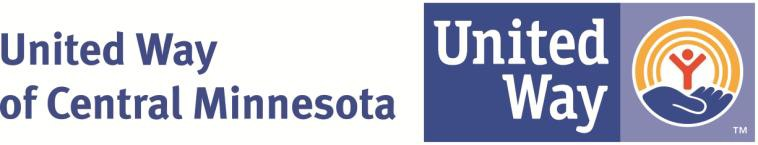 United Way
of Central Minnesota
United
Way
TM